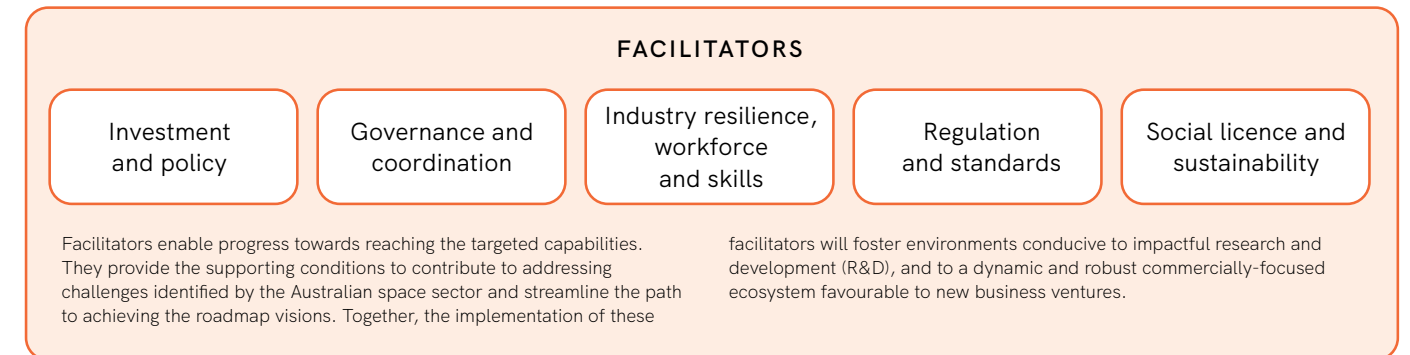 FACILITATORS
Investment
and policy
Governance and
coordination
Industry resilience,
workforce
and skills
Regulation
and standards
Social licence and
sustainability
Facilitators enable progress towards reaching the targeted capabilities.
They provide the supporting conditions to contribute to addressing
challenges identified by the Australian space sector and streamline the path
to achieving the roadmap visions. Together, the implementation of these
facilitators will foster environments conducive to impactful research and
development (R&D), and to a dynamic and robust commercially-focused
ecosystem favourable to new business ventures.